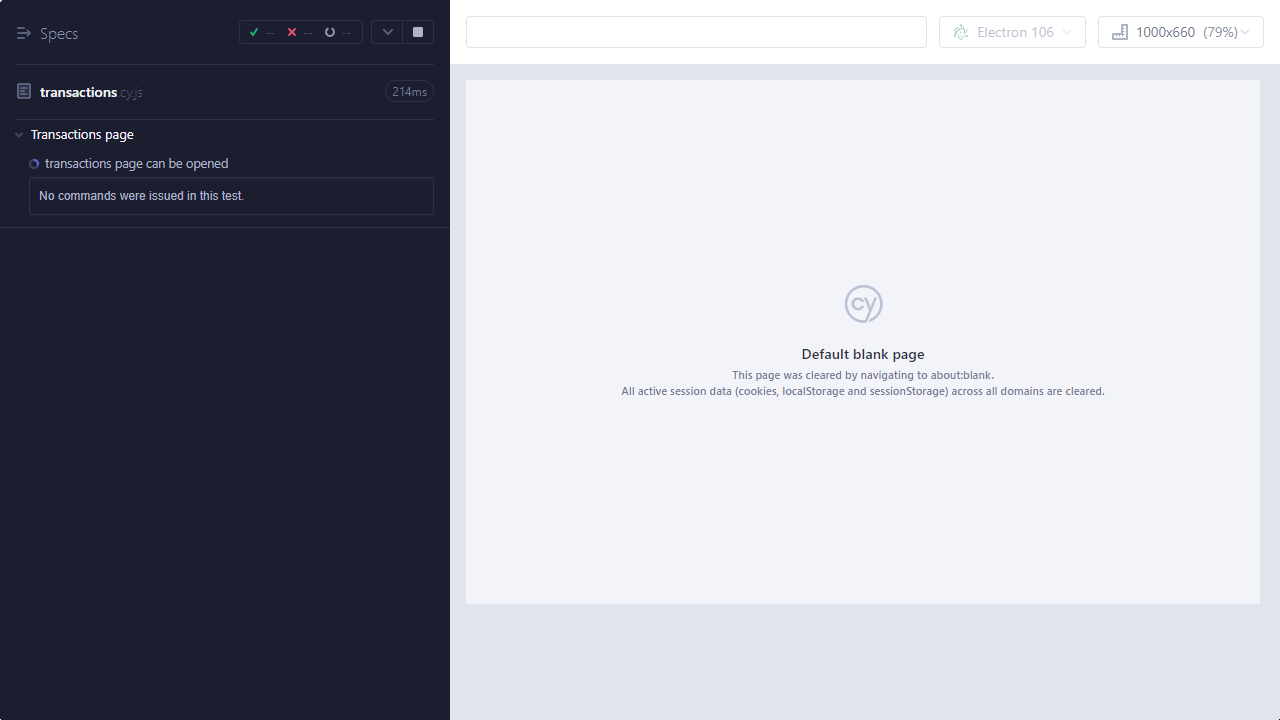 Specs
--
--
--
transactions.cy.js
214ms
Transactions page
transactions page can be opened
No commands were issued in this test.
Electron 106
1000x660 (79%)
cy
Default blank page
This page was cleared by navigating to about:blank.
All active session data (cookies, localStorage and sessionStorage) across all domains are cleared.